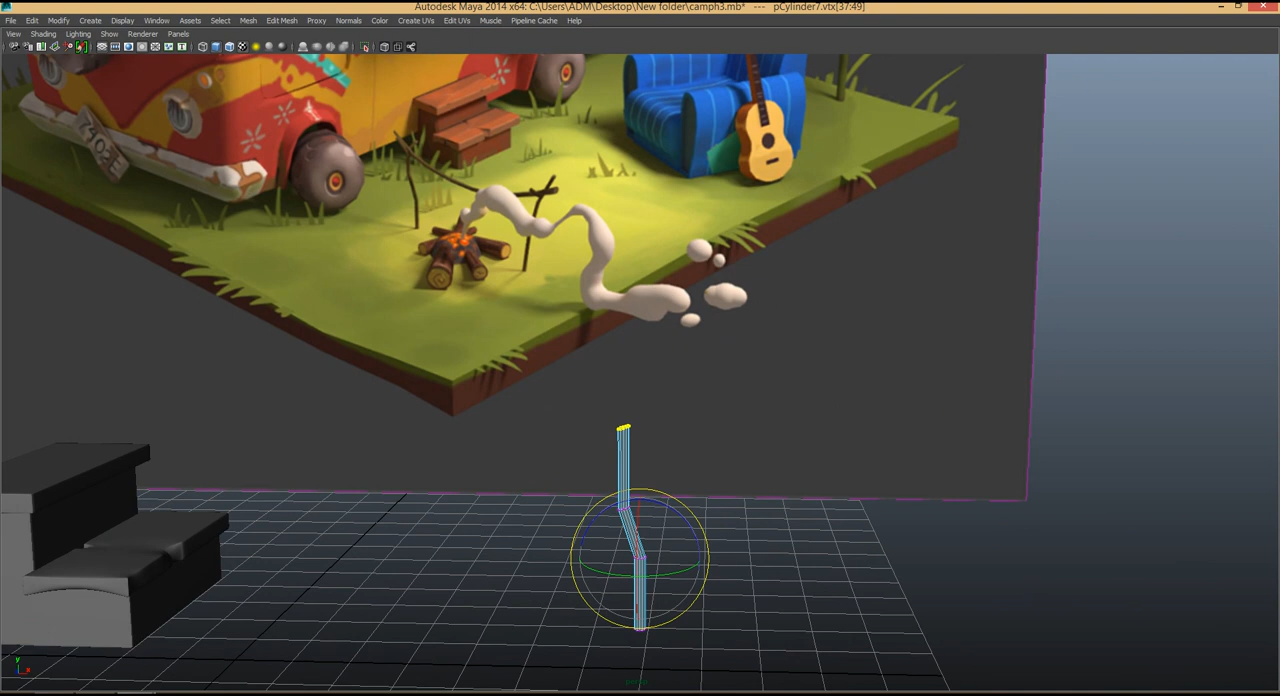 Autodesk Maya 2014 x64: C:\Users\ADM\Desktop\New folder\camph3.mb*   ---   pCylinder7.vtx[37:49]
File Edit Modify Create Display Window Assets Select Mesh Edit Mesh Proxy Normals Color Create UVs Edit UVs Muscle Pipeline Cache Help
View Shading Lighting Show Renderer Panels
7402E
y
x
persp